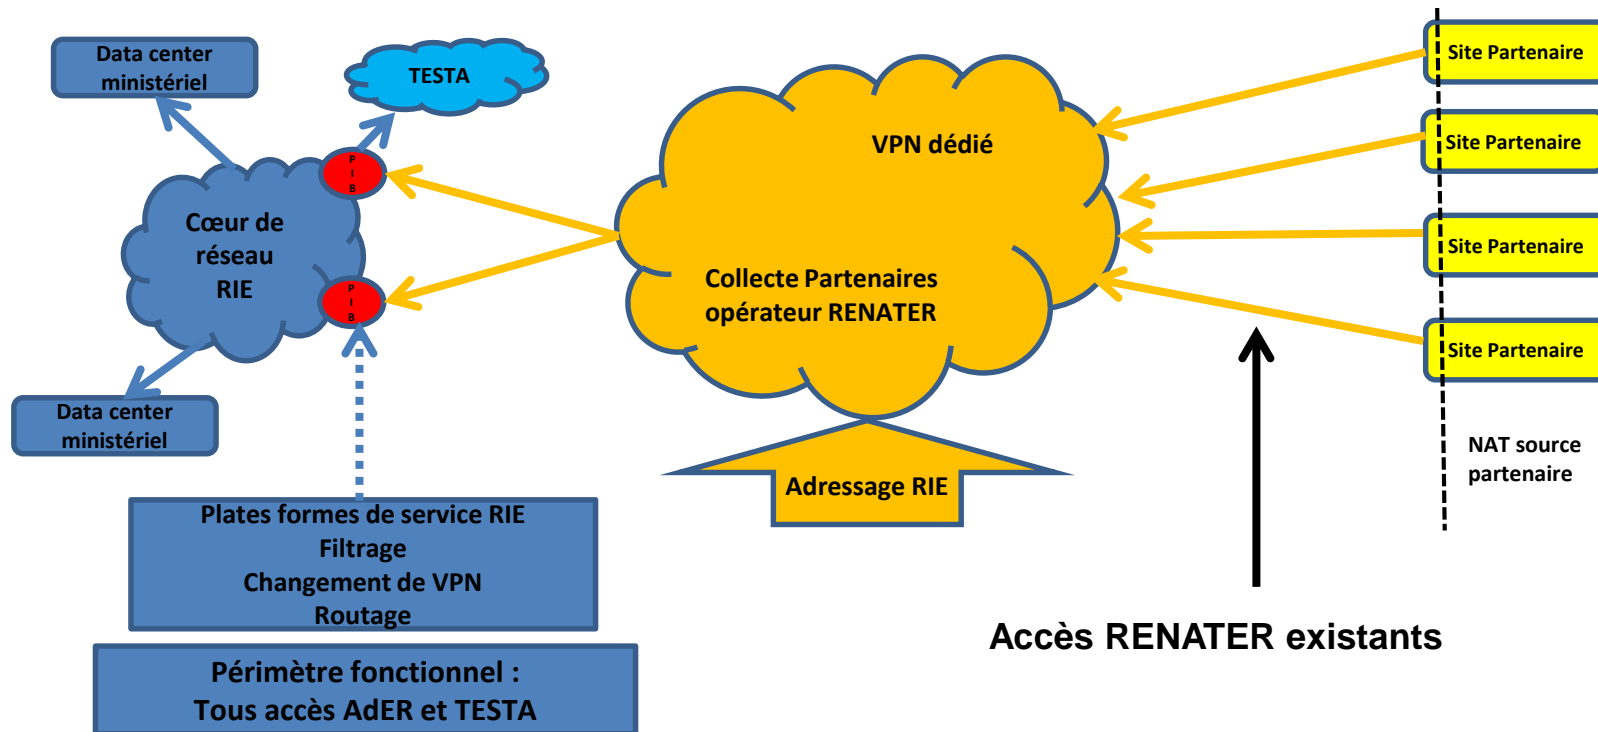 Data center
ministériel
TESTA
Site Partenaire
VPN dédié
Site Partenaire
P
I
B
Cœur de
réseau
RIE
Site Partenaire
Collecte Partenaires
opérateur RENATER
P
I
B
Site Partenaire
Data center
ministériel
NAT source
partenaire
Adressage RIE
Plates formes de service RIE
Filtrage
Changement de VPN
Routage
Accès RENATER existants
Périmètre fonctionnel :
Tous accès AdER et TESTA